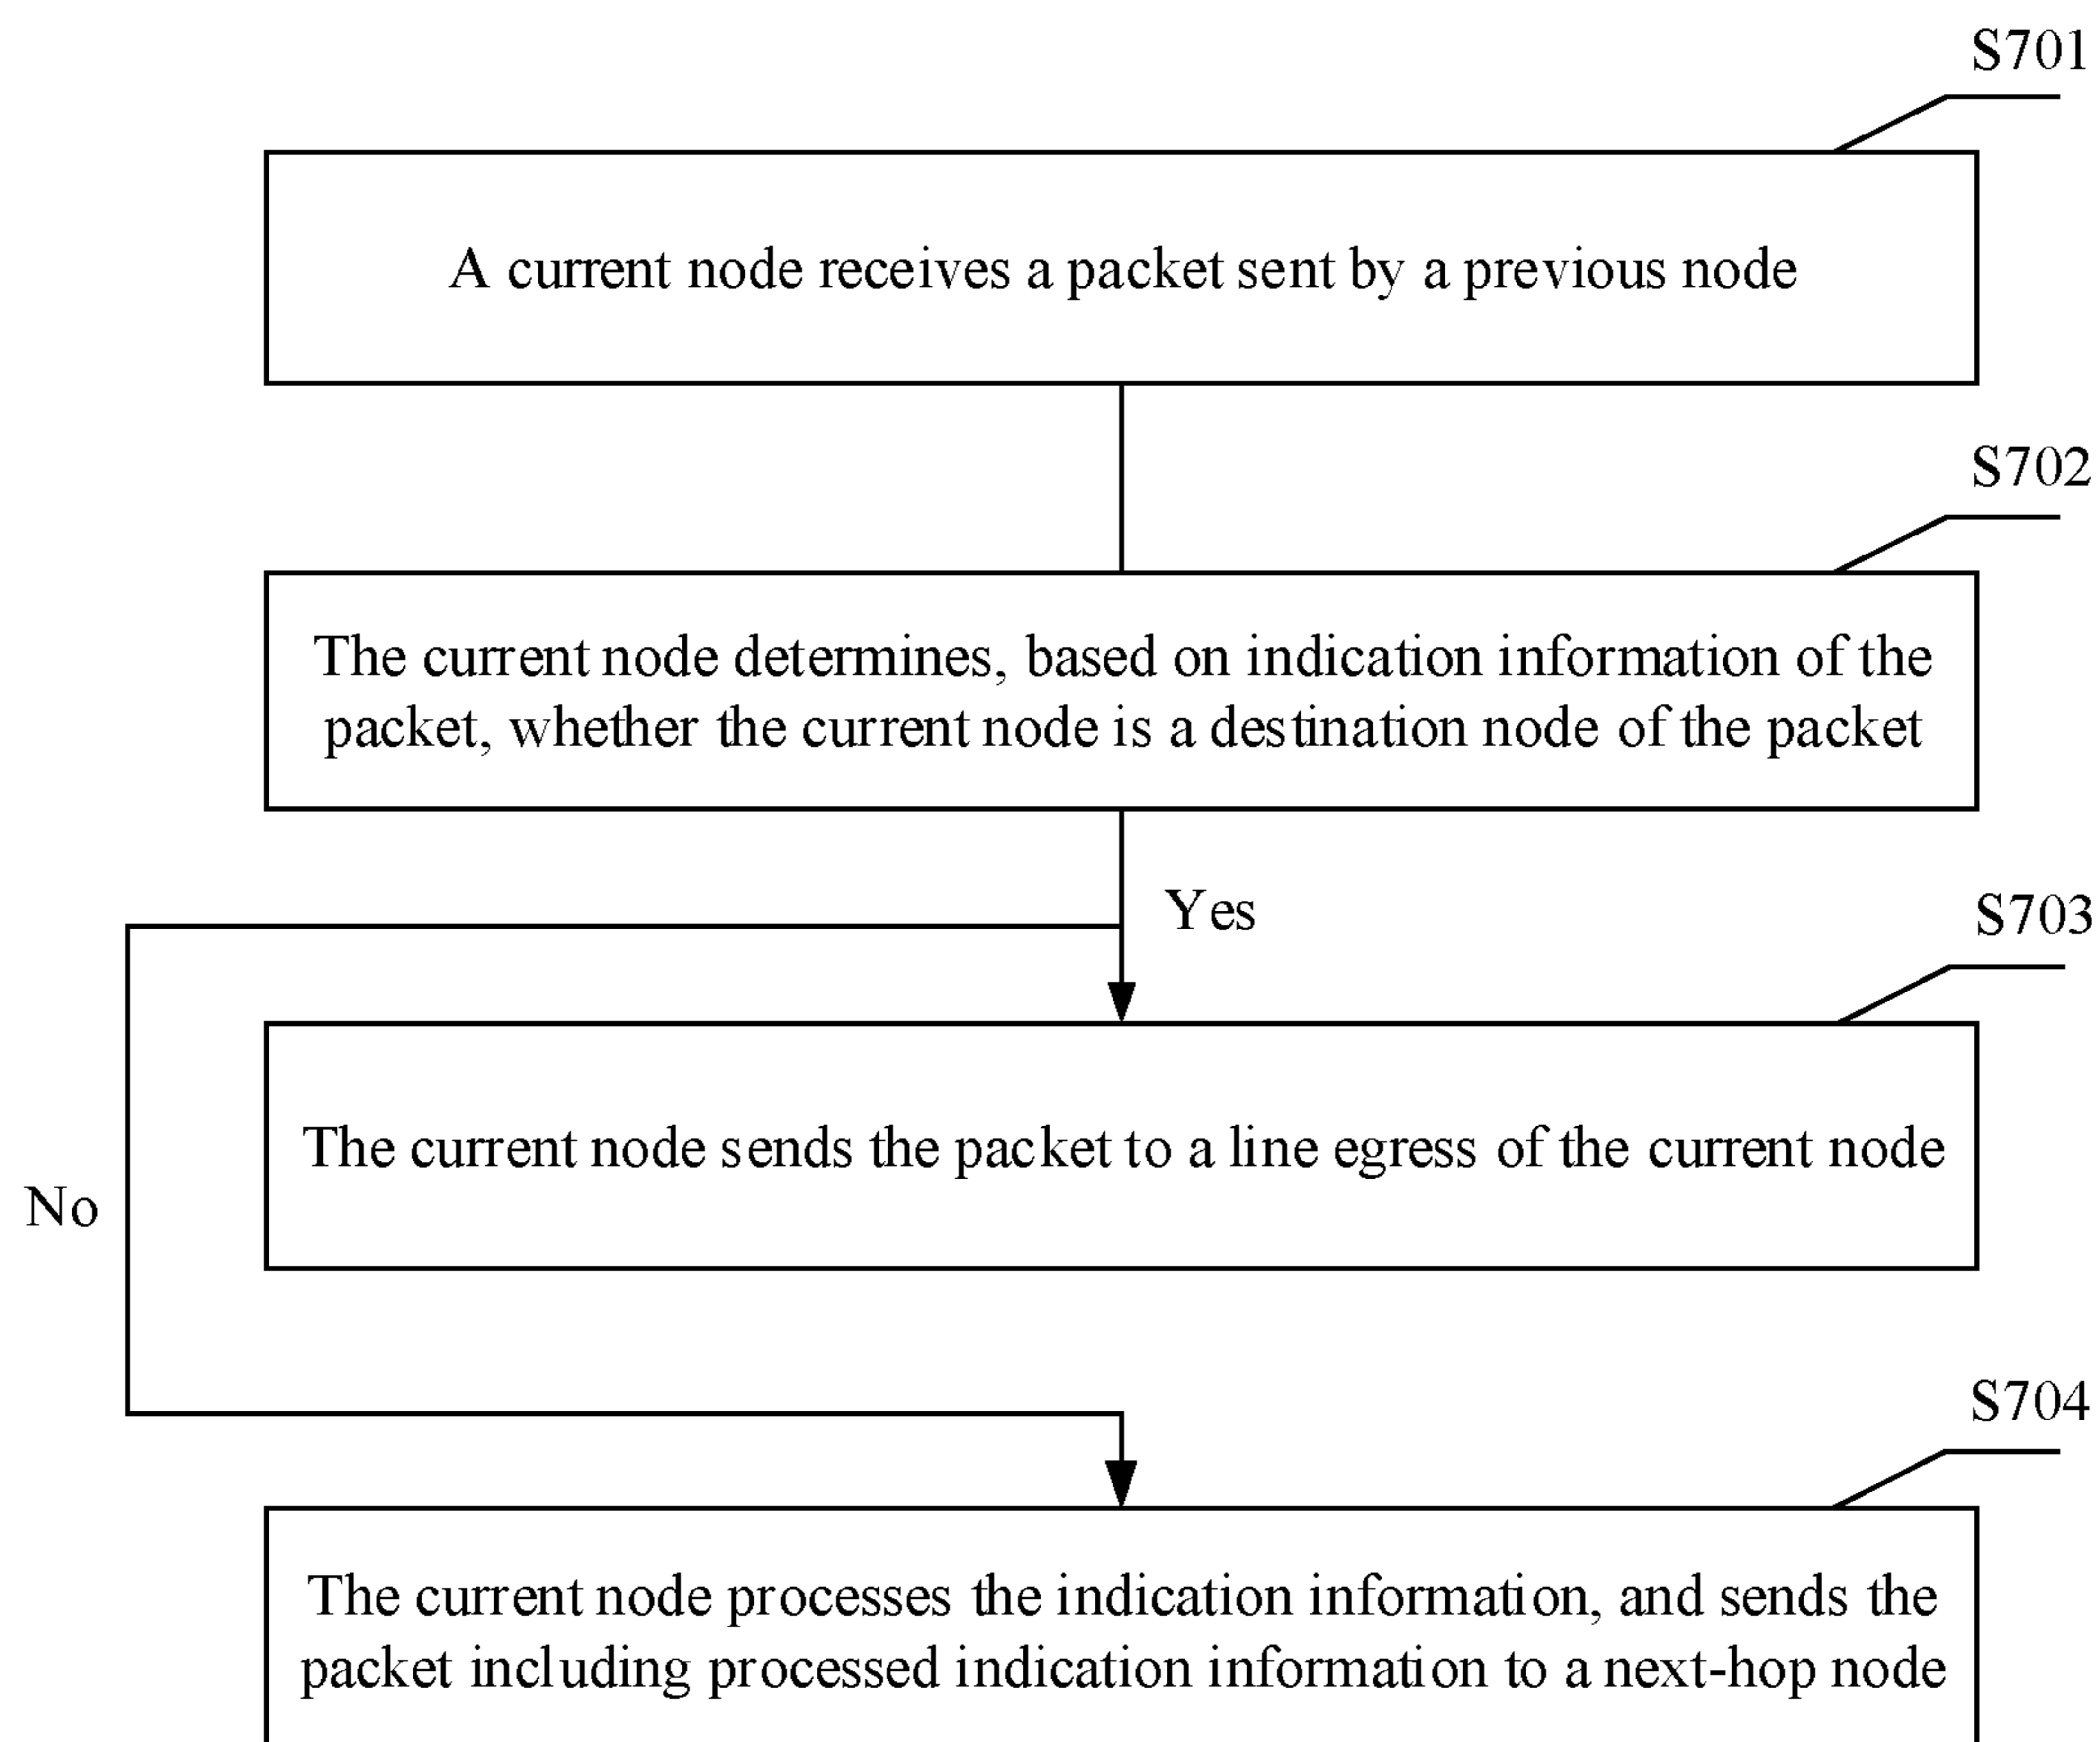 S701
A current node receives a packet sent by a previous node
S702
The current node determines, based on indication information of the
packet, whether the current node is a destination node of the packet
Yes
S703
The current node sends the packet to a line egress of the current node
No
S704
The current node processes the indication information, and sends the
packet including processed indication information to a next-hop node